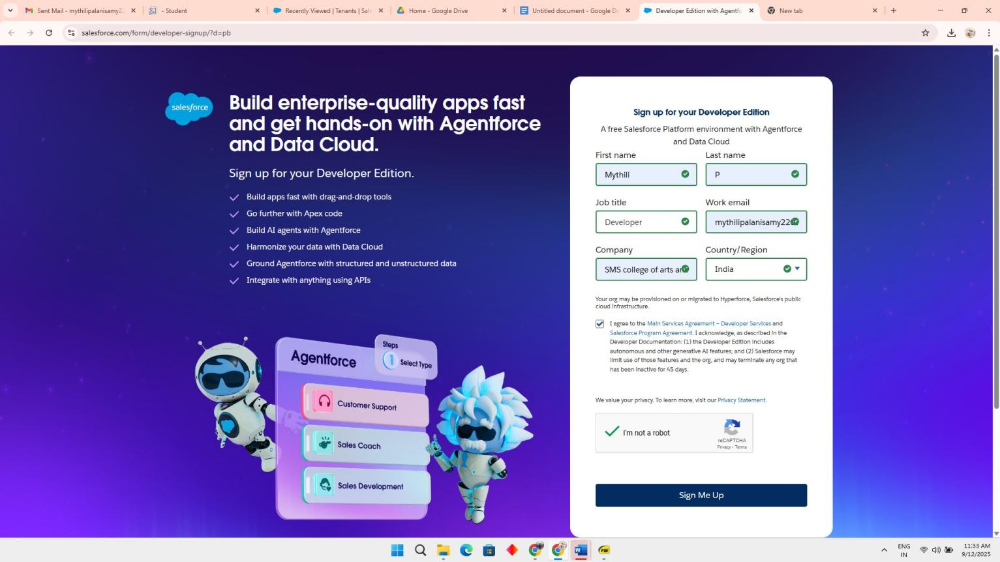 Sent Mail - mythilipalanisamy22
- Student
Recently Viewed | Tenants | Sale
Home - Google Drive
Untitled document - Google Do
Developer Edition with Agentfo
New tab
salesforce.com/form/developer-signup/?d=pb
salesforce
Build enterprise-quality apps fast
and get hands-on with Agentforce
and Data Cloud.
Sign up for your Developer Edition.
Build apps fast with drag-and-drop tools
Go further with Apex code
Build AI agents with Agentforce
Harmonize your data with Data Cloud
Ground Agentforce with structured and unstructured data
Integrate with anything using APIs
Agentforce
Steps
1 Select Type
Customer Support
Sales Coach
Sales Development
Sign up for your Developer Edition
A free Salesforce Platform environment with Agentforce
and Data Cloud
First name Last name
Mythili P
Job title Work email
Developer mythilipalanisamy220
Company Country/Region
SMS college of arts an India
Your org may be provisioned on or migrated to Hyperforce, Salesforce's public
cloud infrastructure.
I agree to the Main Services Agreement – Developer Services and
Salesforce Program Agreement. I acknowledge, as described in the
Developer Documentation: (1) the Developer Edition includes
autonomous and other generative AI features; and (2) Salesforce may
limit use of those features and the org, and may terminate any org that
has been inactive for 45 days.
We value your privacy. To learn more, visit our Privacy Statement.
I'm not a robot
reCAPTCHA
Privacy - Terms
Sign Me Up
PDF
ENG
IN
11:33 AM
9/12/2025